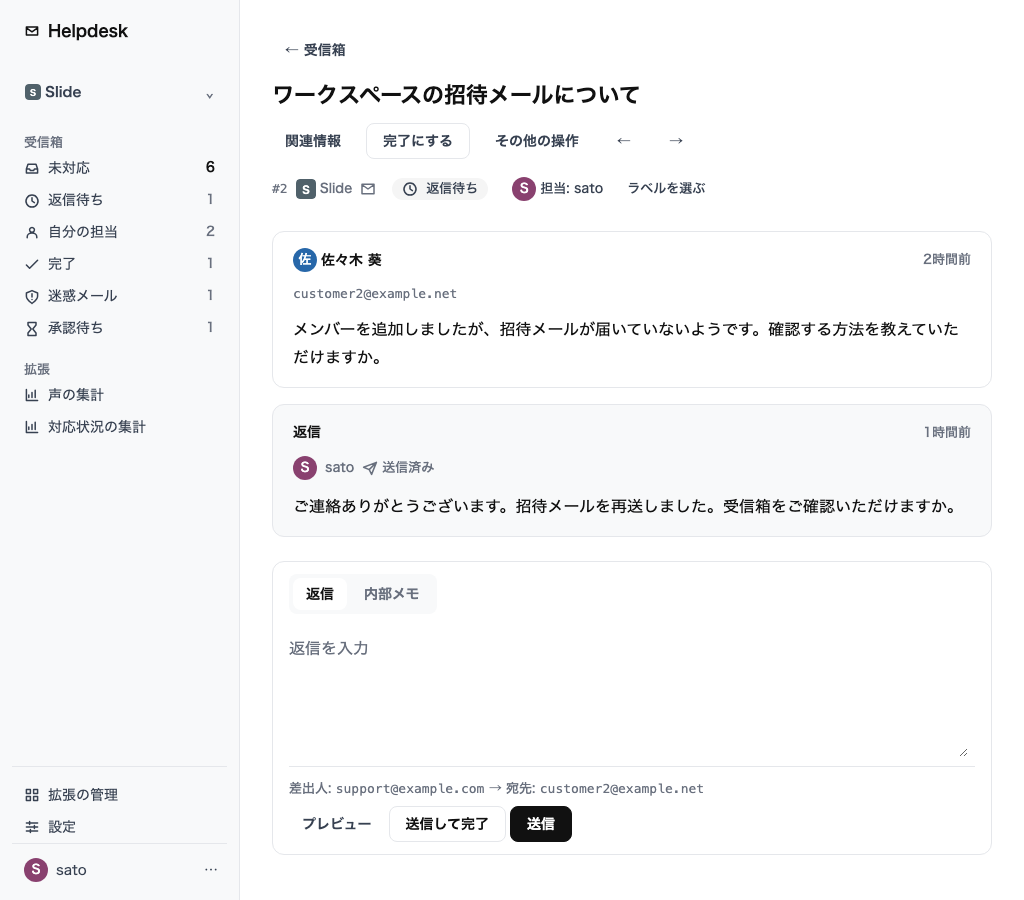 Helpdesk
S Slide
受信箱
未対応 6
返信待ち 1
自分の担当 2
完了 1
迷惑メール 1
承認待ち 1
拡張
声の集計
対応状況の集計
拡張の管理
設定
S sato ...
← 受信箱
ワークスペースの招待メールについて
関連情報 完了にする その他の操作 ← →
#2 S Slide 返信待ち S 担当: sato ラベルを選ぶ
佐 佐々木 葵 2時間前
customer2@example.net
メンバーを追加しましたが、招待メールが届いていないようです。確認する方法を教えていた
だけますか。
返信 1時間前
S sato 送信済み
ご連絡ありがとうございます。招待メールを再送しました。受信箱をご確認いただけますか。
返信 内部メモ
返信を入力
差出人: support@example.com → 宛先: customer2@example.net
プレビュー 送信して完了 送信